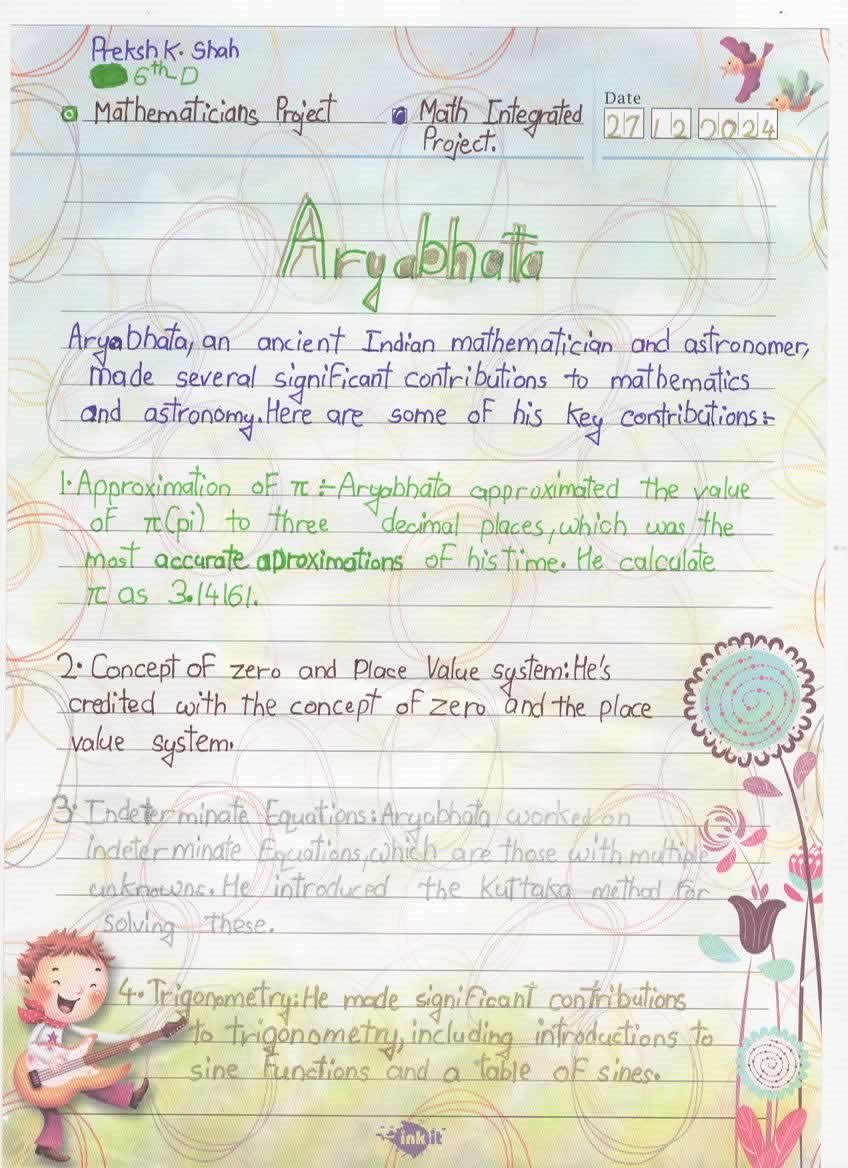 Preksh K. Shah
6th D
Mathematicians Project
Math Integrated
Project.
Date
27 12 2024
Aryabhata
Aryabhata, an ancient Indian mathematician and astronomer,
made several significant contributions to mathematics
and astronomy. Here are some of his key contributions:-
1. Approximation of π :- Aryabhata approximated the value
of π(pi) to three decimal places, which was the
most accurate aproximations of his time. He calculate
π as 3.14161.
2. Concept of zero and Place Value system: He's
credited with the concept of zero and the place
value system.
3. Indeterminate Equations: Aryabhata worked on
indeterminate Equations, which are those with multiple
unknowns. He introduced the Kuttaka method for
solving these.
4. Trigonometry: He made significant contributions
to trigonometry, including introductions to
sine functions and a table of sines.
inkit